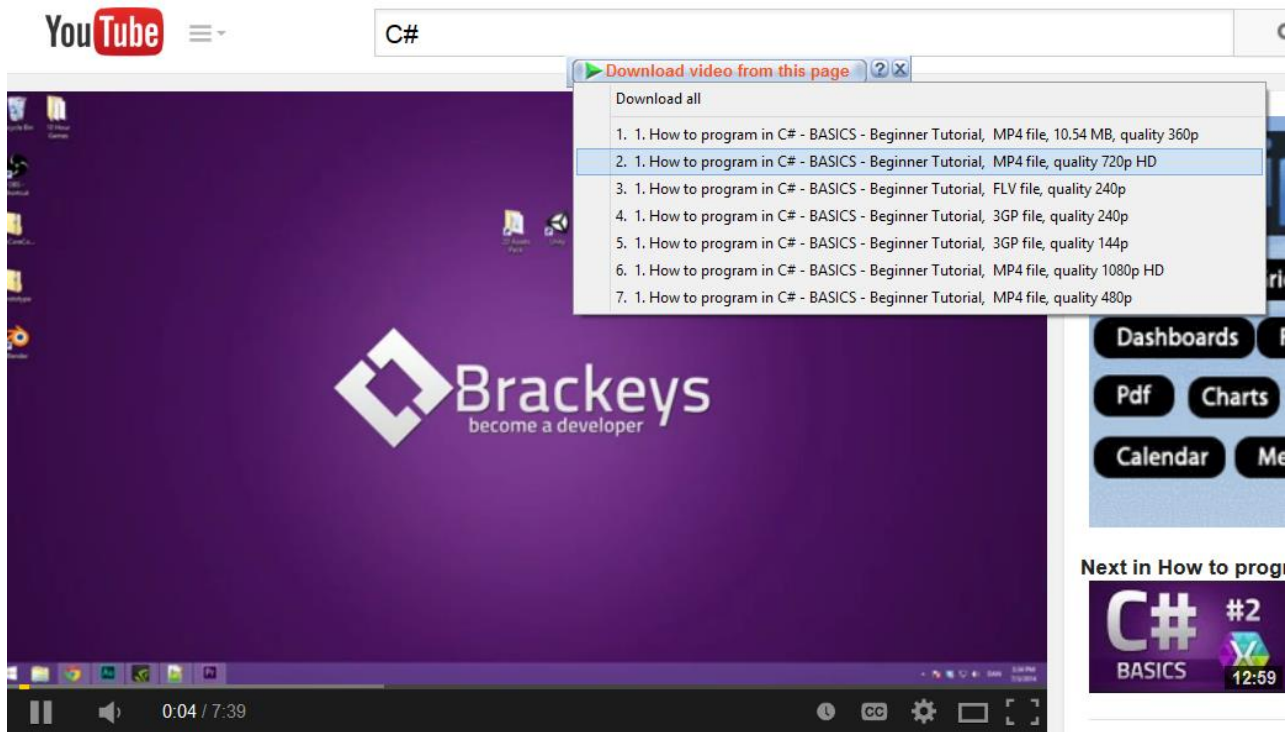 YouTube
C#
Download video from this page ? X
Download all
1. 1. How to program in C# - BASICS - Beginner Tutorial, MP4 file, 10.54 MB, quality 360p
2. 1. How to program in C# - BASICS - Beginner Tutorial, MP4 file, quality 720p HD
3. 1. How to program in C# - BASICS - Beginner Tutorial, FLV file, quality 240p
4. 1. How to program in C# - BASICS - Beginner Tutorial, 3GP file, quality 240p
5. 1. How to program in C# - BASICS - Beginner Tutorial, 3GP file, quality 144p
6. 1. How to program in C# - BASICS - Beginner Tutorial, MP4 file, quality 1080p HD
7. 1. How to program in C# - BASICS - Beginner Tutorial, MP4 file, quality 480p
Brackeys
become a developer
Dashboards
Pdf Charts
Calendar Me
Next in How to progr
C# #2
BASICS 12:59
0:04 / 7:39 CC